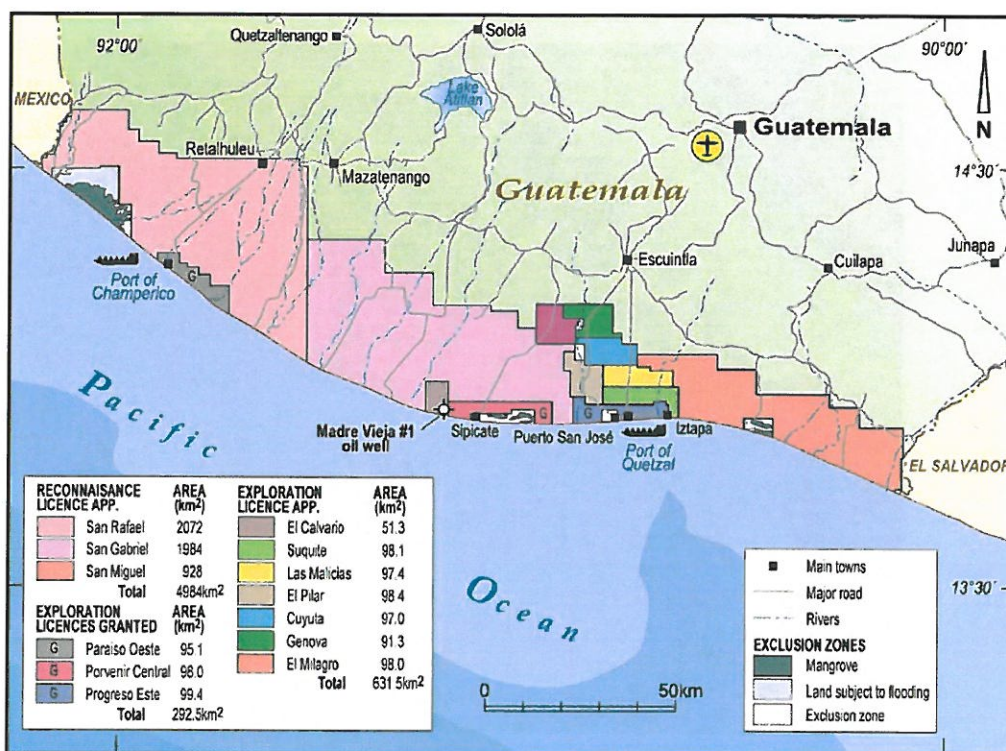 92°00'
90°00'
Quetzaltenango
Sololá
MEXICO
Lake
Atitlan
N
Guatemala
Retalhuleu
Mazatenango
14°30'
Guatemala
Junapa
Escuintla
Cuilapa
G
Port of
Champerico
Pacific
Madre Vieja #1
oil well
Sipicate
G
Puerto San José
G
Iztapa
Port of
Quetzal
EL SALVADOR
Ocean
13°30'
RECONNAISANCE AREA
LICENCE APP. (km²)
San Rafael 2072
San Gabriel 1984
San Miguel 928
Total 4984km²
EXPLORATION AREA
LICENCES GRANTED (km²)
G Paraiso Oeste 95.1
G Porvenir Central 98.0
G Progreso Este 99.4
Total 292.5km²
EXPLORATION AREA
LICENCE APP. (km²)
El Calvario 51.3
Suquite 98.1
Las Malicias 97.4
El Pilar 98.4
Cuyuta 97.0
Genova 91.3
El Milagro 98.0
Total 631 5km²
0 50km
Main towns
Major road
Rivers
EXCLUSION ZONES
Mangrove
Land subject to flooding
Exclusion zone